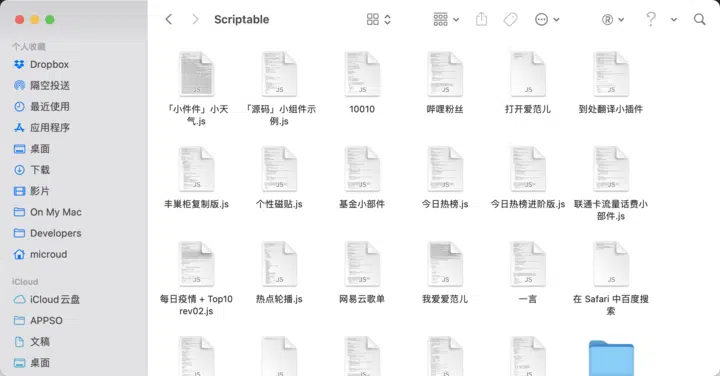 Scriptable
个人收藏
Dropbox
隔空投送
最近使用
应用程序
桌面
下载
影片
On My Mac
Developers
microud
iCloud
iCloud云盘
APPSO
文稿
桌面
JS JS JS JS JS JS
「小件件」小天 「源码」小组件示 10010 哔哩粉丝 打开爱范儿 到处翻译小插件
气.js 例.js
JS JS JS JS JS JS
丰巢柜复制版.js 个性磁贴.js 基金小部件 今日热榜.js 今日热榜进阶版.js 联通卡流量话费小
部件.js
JS JS JS JS JS JS
每日疫情 + Top10 热点轮播.js 网易云歌单 我爱爱范儿 一言 在 Safari 中百度搜
rev02.js 索